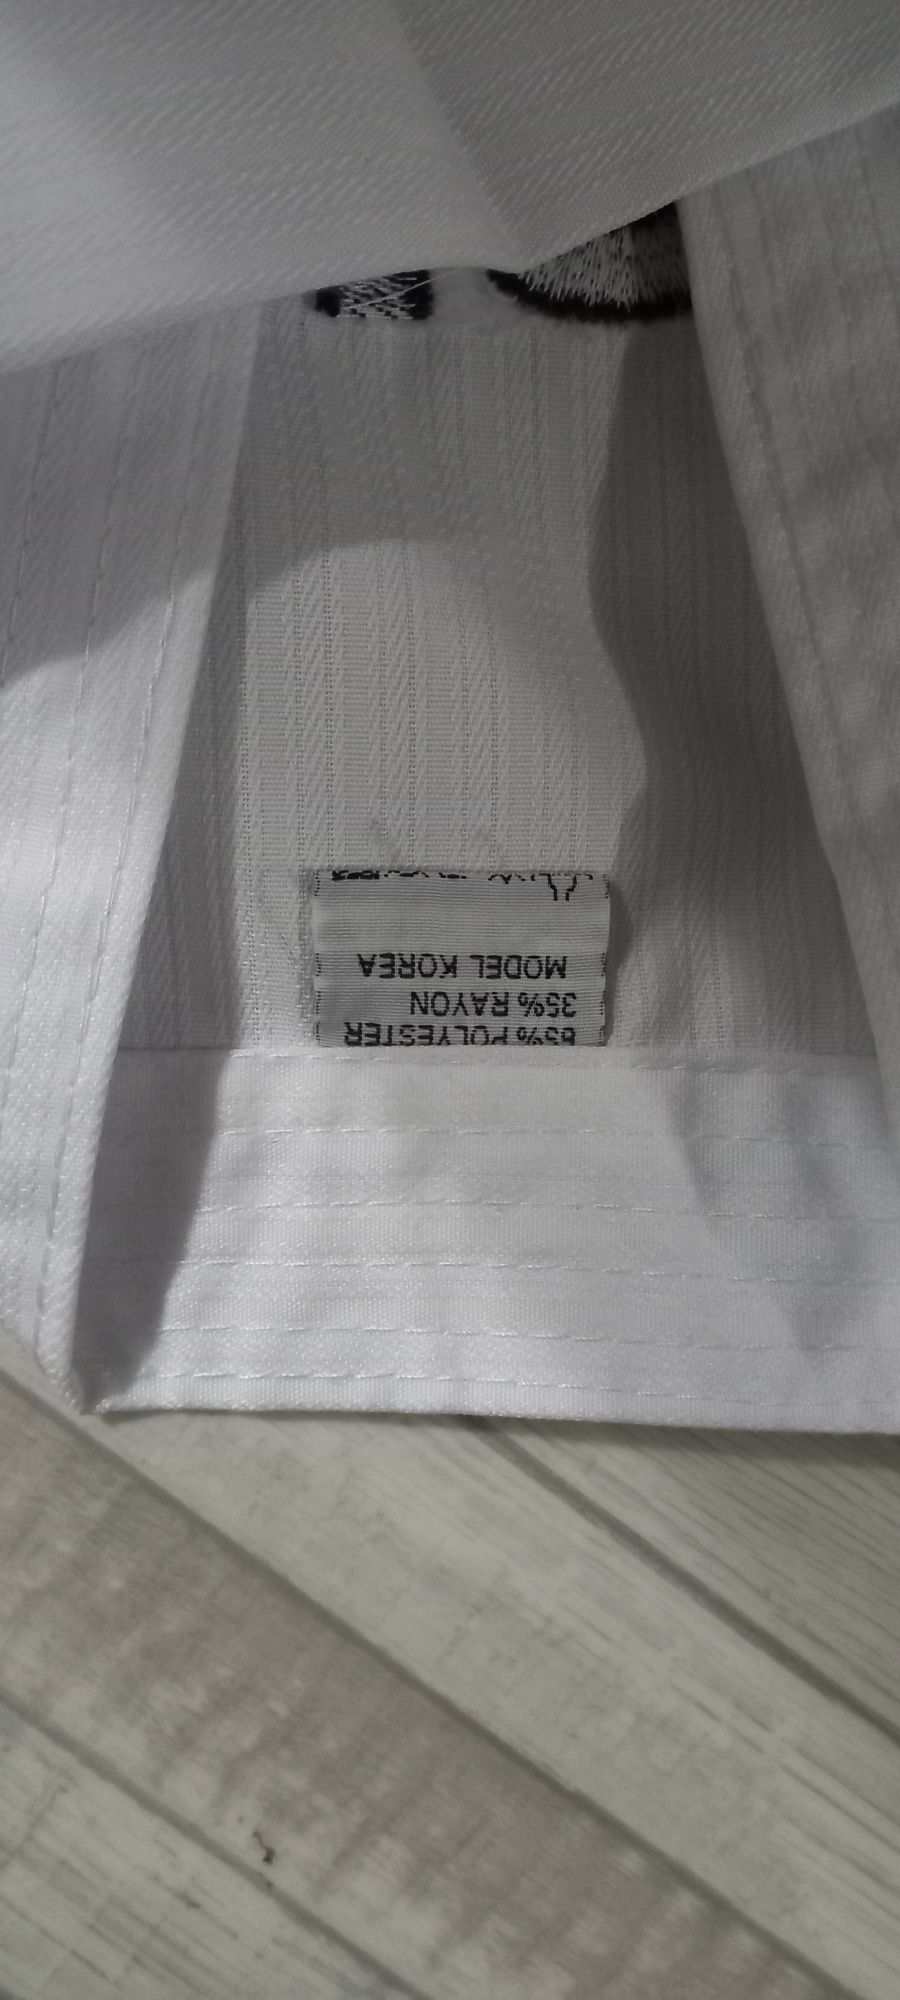 65% POLYESTER
35% RAYON
MODEL KOREA